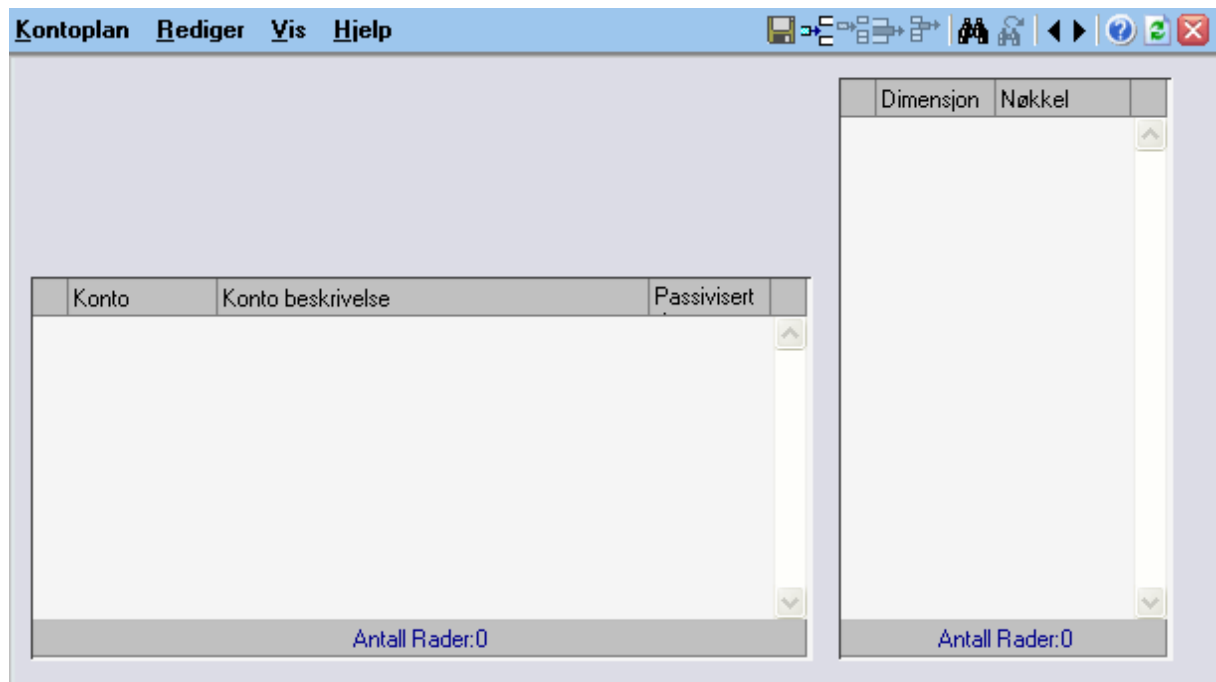 Kontoplan Rediger Vis Hjelp
Dimensjon Nøkkel
Konto Konto beskrivelse Passivisert
Antall Rader:0 Antall Rader:0